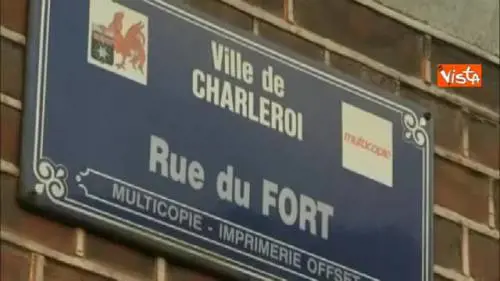 VISTA
Ville de
CHARLEROI
multicopie
Rue du FORT
MULTICOPIE - IMPRIMERIE OFFSET